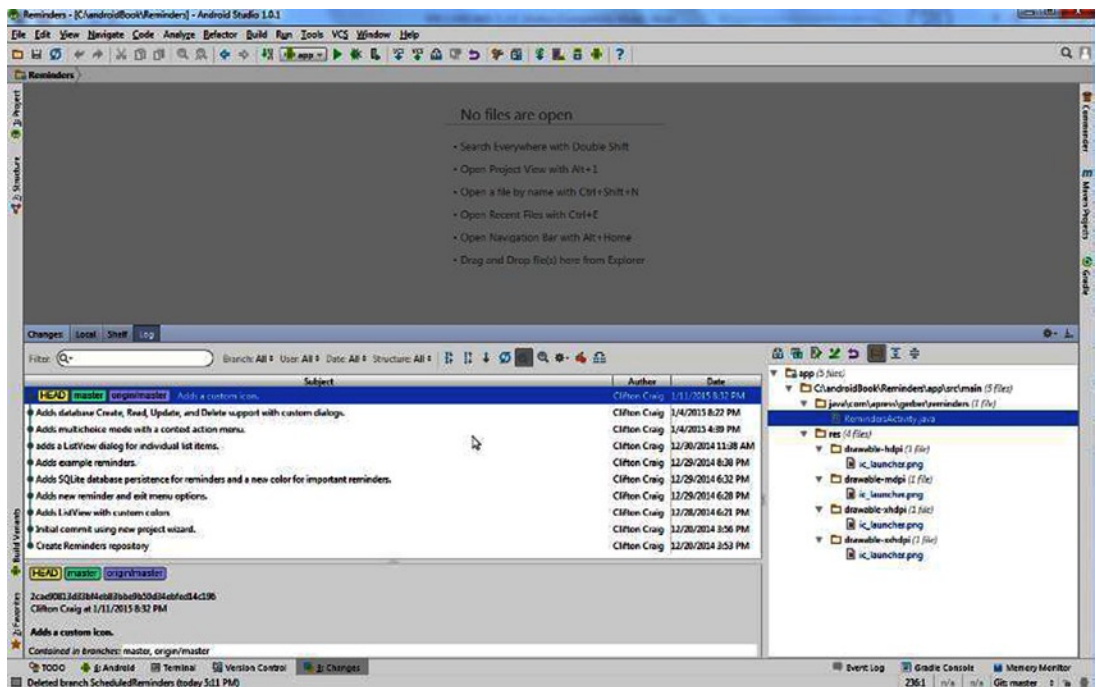 Reminders - [C:\androidBook\Reminders] - Android Studio 1.0.1
File Edit View Navigate Code Analyze Refactor Build Run Tools VCS Window Help
app
Reminders
1: Project
2: Structure
Build Variants
2: Favorites
Commander
Maven Projects
Gradle
No files are open
• Search Everywhere with Double Shift
• Open Project View with Alt+1
• Open a file by name with Ctrl+Shift+N
• Open Recent Files with Ctrl+E
• Open Navigation Bar with Alt+Home
• Drag and Drop file(s) here from Explorer
Changes: Local Shelf Log
Filter: Branch: All User: All Date: All Structure: All
Subject Author Date
HEAD master origin/master Adds a custom icon. Clifton Craig 1/11/2015 8:32 PM
Adds database Create, Read, Update, and Delete support with custom dialogs. Clifton Craig 1/4/2015 8:22 PM
Adds multichoice mode with a context action menu. Clifton Craig 1/4/2015 4:39 PM
adds a ListView dialog for individual list items. Clifton Craig 12/30/2014 11:38 AM
Adds example reminders. Clifton Craig 12/29/2014 8:38 PM
Adds SQLite database persistence for reminders and a new color for important reminders. Clifton Craig 12/29/2014 6:32 PM
Adds new reminder and exit menu options. Clifton Craig 12/29/2014 6:28 PM
Adds ListView with custom colors Clifton Craig 12/28/2014 6:21 PM
Initial commit using new project wizard. Clifton Craig 12/20/2014 3:56 PM
Create Reminders repository Clifton Craig 12/20/2014 3:53 PM
app (5 files)
C:\androidBook\Reminders\app\src\main (5 files)
java\com\apress\gerber\reminders (1 file)
RemindersActivity.java
res (4 files)
drawable-hdpi (1 file)
ic_launcher.png
drawable-mdpi (1 file)
ic_launcher.png
drawable-xhdpi (1 file)
ic_launcher.png
drawable-xxhdpi (1 file)
ic_launcher.png
HEAD master origin/master
Clifton Craig at 1/11/2015 8:32 PM
Adds a custom icon.
Contained in branches: master, origin/master
TODO 6: Android Terminal Version Control 9: Changes Event Log Gradle Console Memory Monitor
Deleted branch ScheduledReminders (today 5:11 PM) 236:1 n/a n/a Git: master